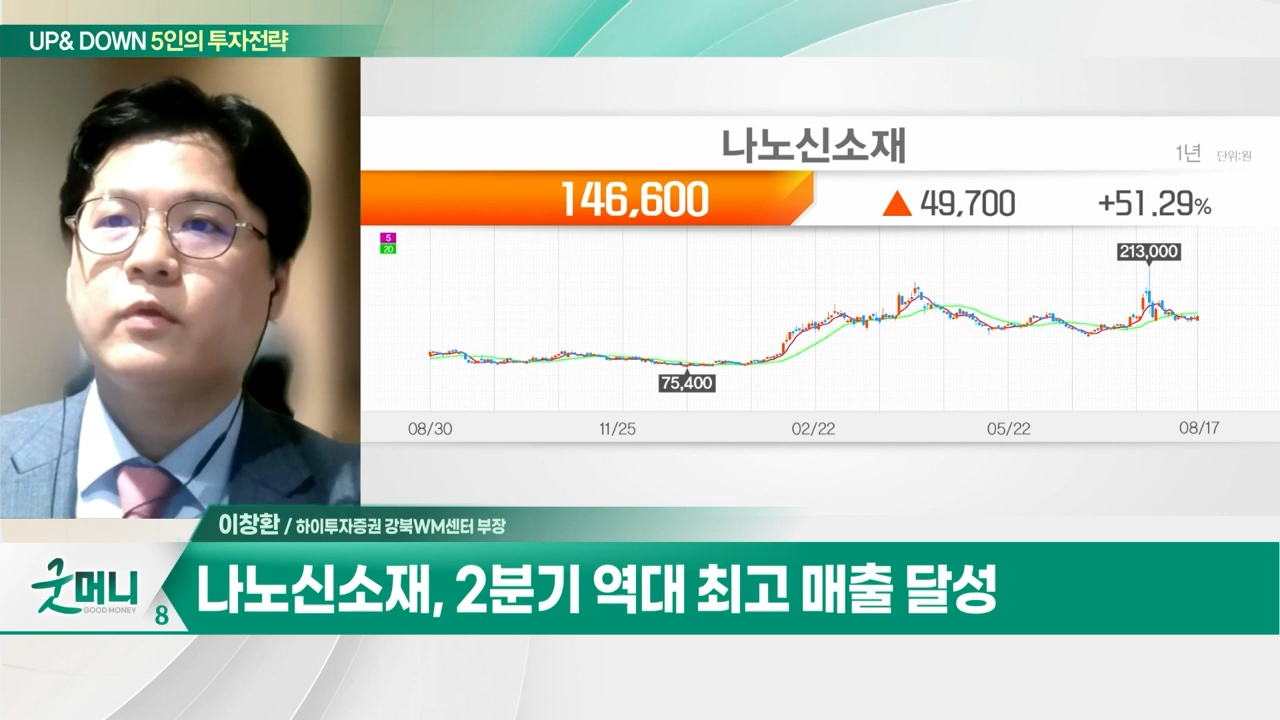 UP& DOWN 5인의 투자전략
나노신소재
1년 단위:원
146,600 ▲ 49,700 +51.29%
5
20
213,000
75,400
08/30 11/25 02/22 05/22 08/17
이창환 / 하이투자증권 강북WM센터 부장
굿머니
GOOD MONEY
8
나노신소재, 2분기 역대 최고 매출 달성